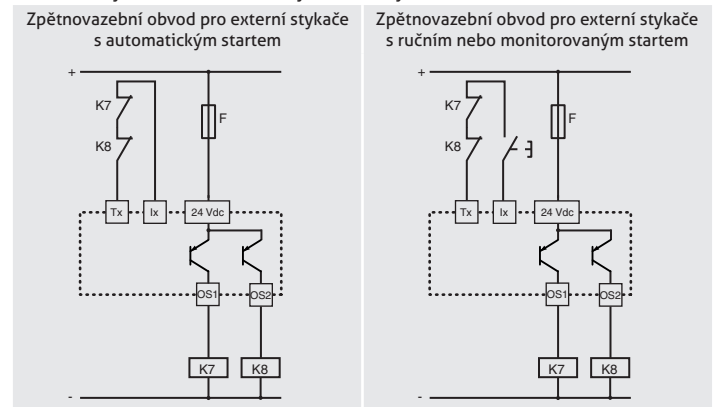 Zpětnovazební obvod pro externí stykače
s automatickým startem
+
K7
K8
F
Tx
Ix
24 Vdc
OS1
OS2
K7
K8
-
Zpětnovazební obvod pro externí stykače
s ručním nebo monitorovaným startem
+
K7
K8
F
Tx
Ix
24 Vdc
OS1
OS2
K7
K8
-